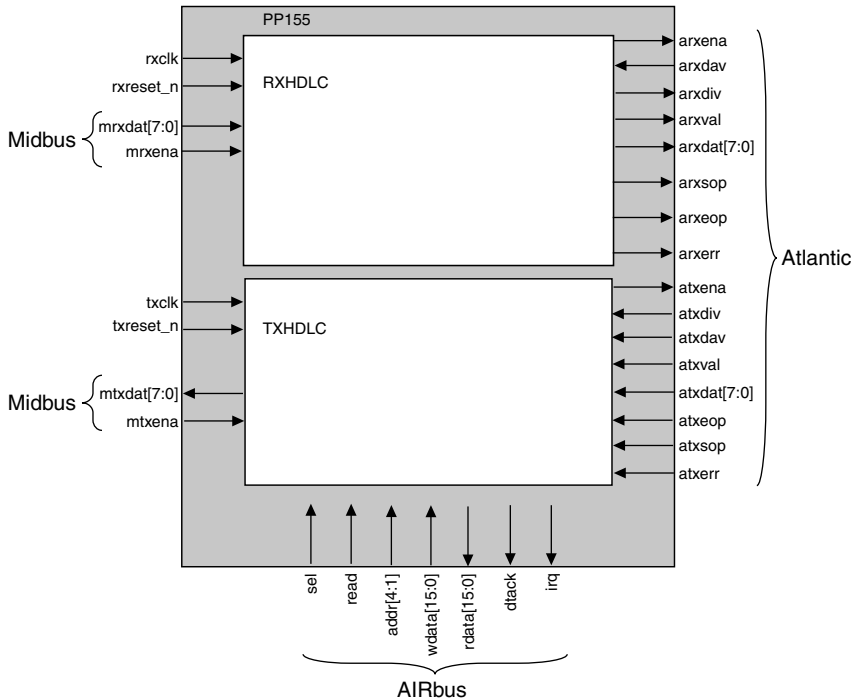 PP155
rxclk
rxreset_n
Midbus
mrxdat[7:0]
mrxena
RXHDLC
arxena
arxdav
arxdiv
arxval
arxdat[7:0]
arxsop
arxeop
arxerr
Atlantic
txclk
txreset_n
TXHDLC
Midbus
mtxdat[7:0]
mtxena
atxena
atxdiv
atxdav
atxval
atxdat[7:0]
atxeop
atxsop
atxerr
sel
read
addr[4:1]
wdata[15:0]
rdata[15:0]
dtack
irq
AIRbus